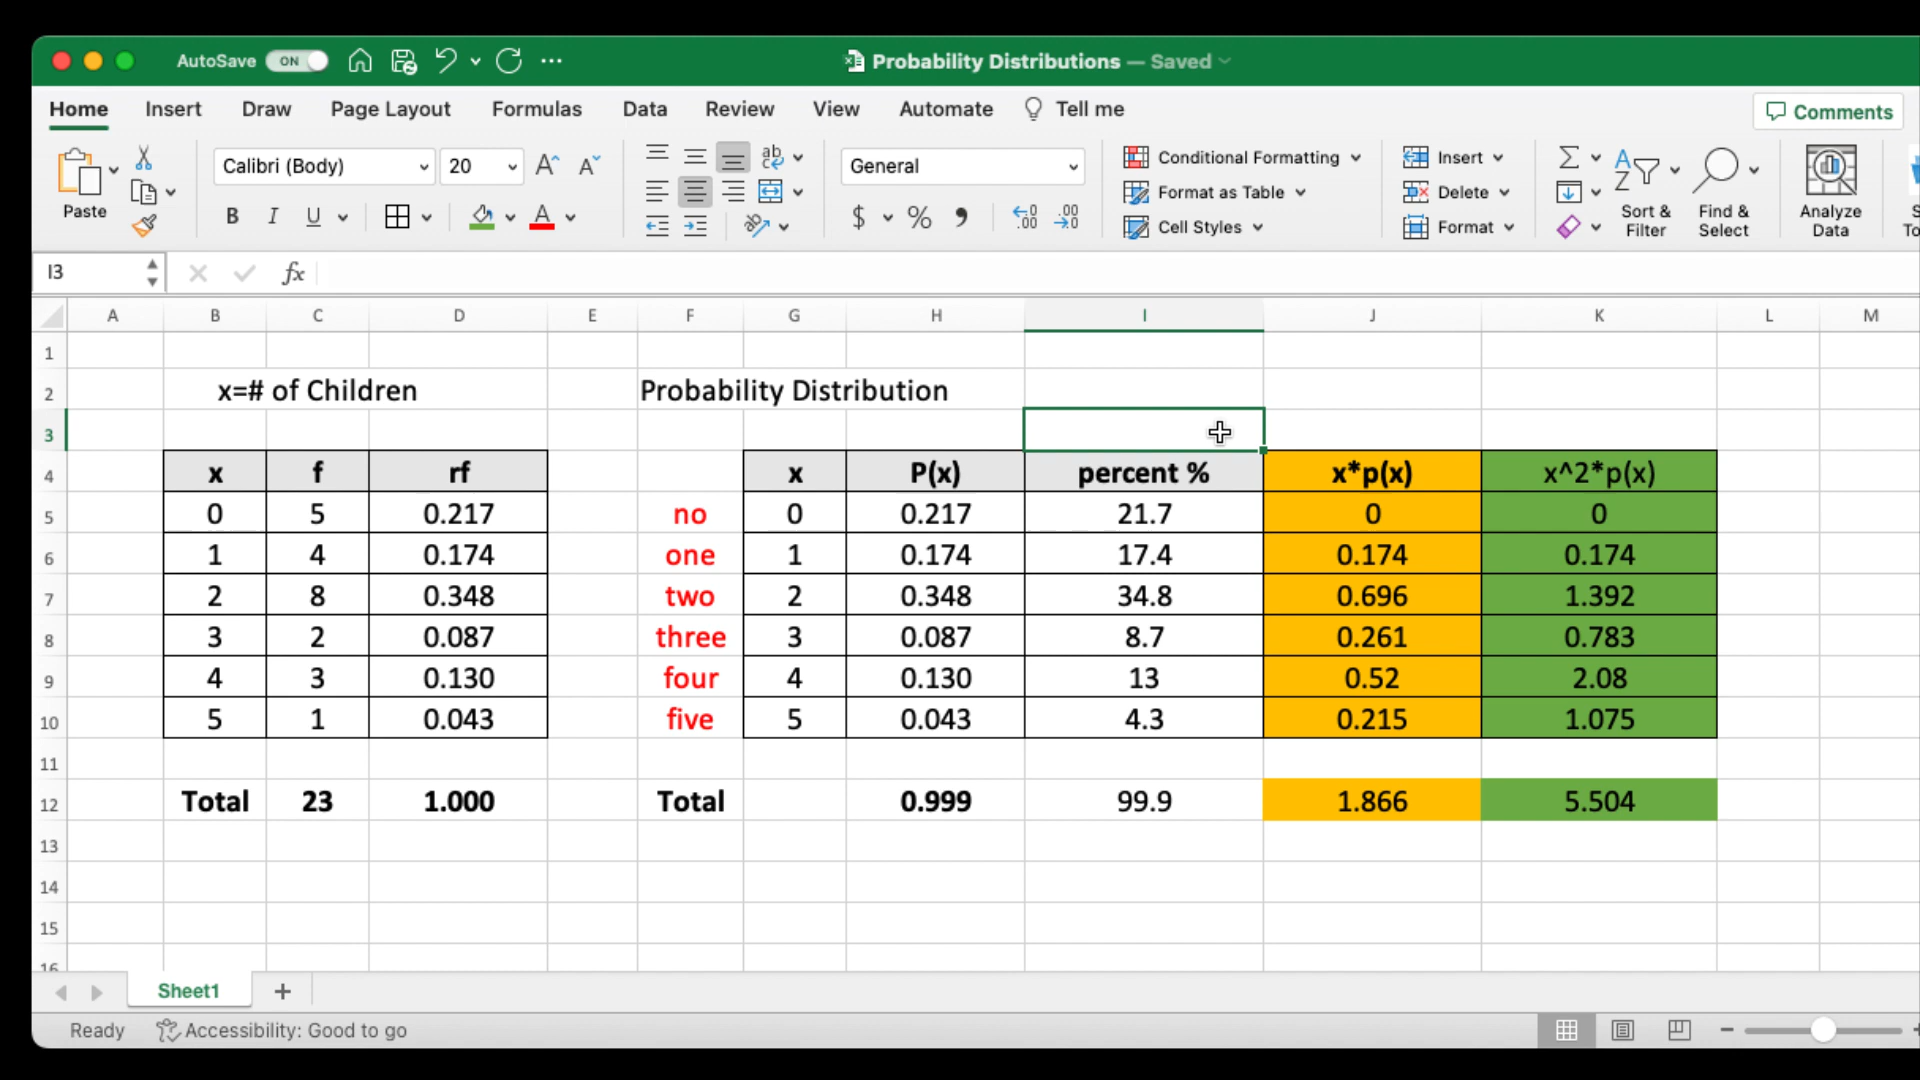 AutoSave ON Probability Distributions — Saved
Home Insert Draw Page Layout Formulas Data Review View Automate Tell me Comments
Paste Calibri (Body) 20 General Conditional Formatting Insert
Format as Table Delete Sort & Filter Find & Select Analyze Data
B I U $ % Cell Styles Format
I3 fx
A B C D E F G H I J K L M
1
2 x=# of Children Probability Distribution
3
4 x f rf x P(x) percent % x*p(x) x^2*p(x)
5 0 5 0.217 no 0 0.217 21.7 0 0
6 1 4 0.174 one 1 0.174 17.4 0.174 0.174
7 2 8 0.348 two 2 0.348 34.8 0.696 1.392
8 3 2 0.087 three 3 0.087 8.7 0.261 0.783
9 4 3 0.130 four 4 0.130 13 0.52 2.08
10 5 1 0.043 five 5 0.043 4.3 0.215 1.075
11
12 Total 23 1.000 Total 0.999 99.9 1.866 5.504
13
14
15
16
Sheet1
Ready Accessibility: Good to go